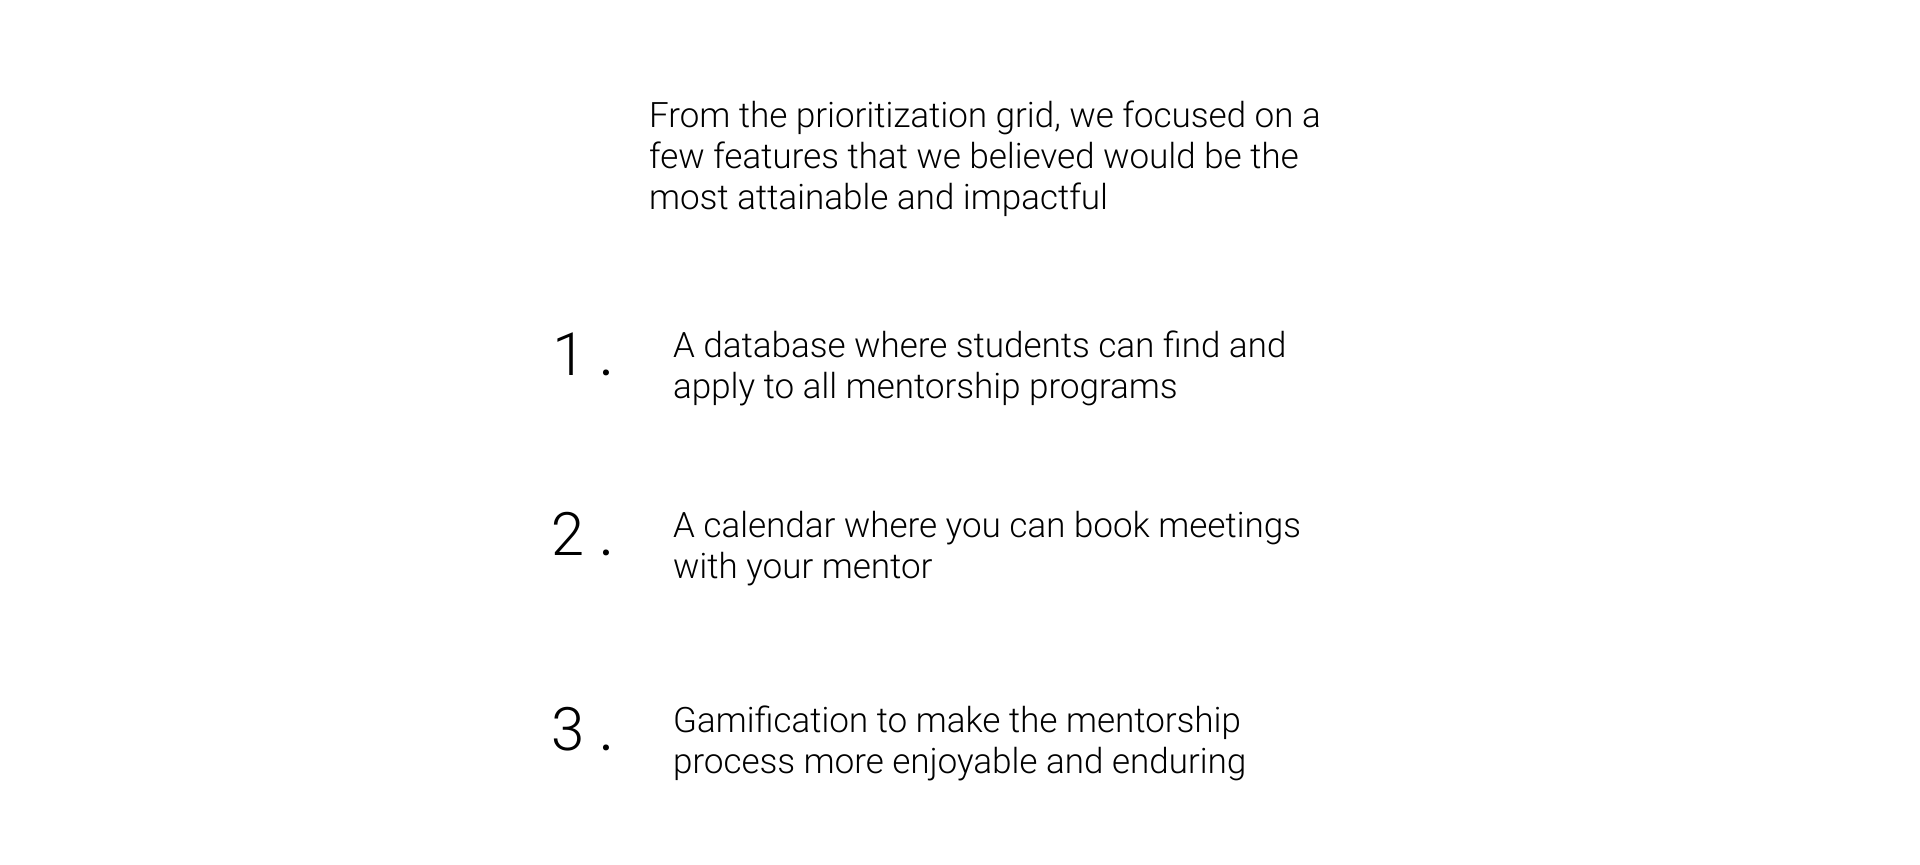 From the prioritization grid, we focused on a
few features that we believed would be the
most attainable and impactful
1. A database where students can find and
apply to all mentorship programs
2. A calendar where you can book meetings
with your mentor
3. Gamification to make the mentorship
process more enjoyable and enduring